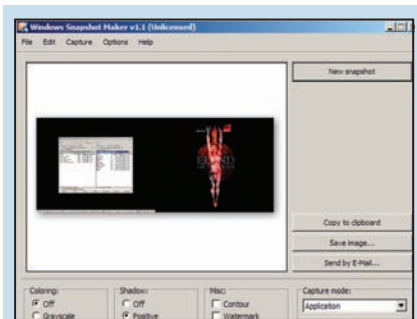 Windows Snapshot Maker v1.1 (Unlicensed)
File Edit Capture Options Help
New snapshot
Copy to clipboard
Save image...
Send by E-Mail...
Coloring: Shadow: Misc: Capture mode:
Off Off Contour Application
Grayscale Positive Watermark